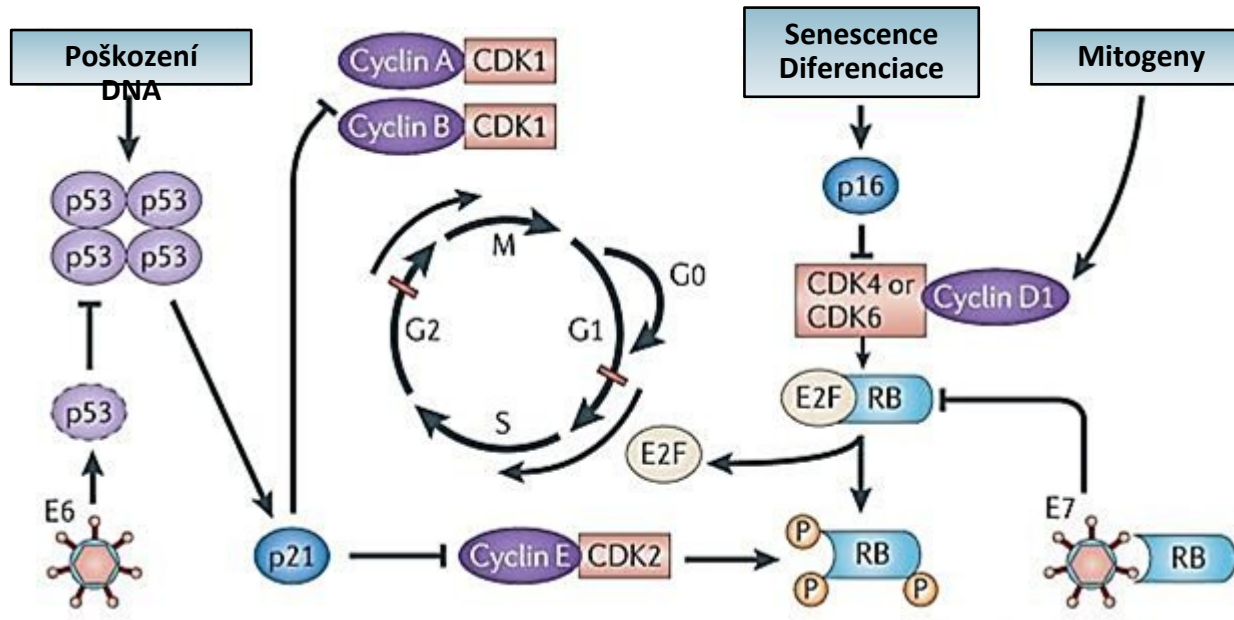 Poškození
DNA
Cyclin A CDK1
Cyclin B CDK1
Senescence
Diferenciace
Mitogeny
p53 p53
p53 p53
p16
M
G0
G1
G2
S
CDK4 or
CDK6
Cyclin D1
p53
E2F RB
E2F
E6
E7
p21
Cyclin E CDK2
P
RB
P
P
RB